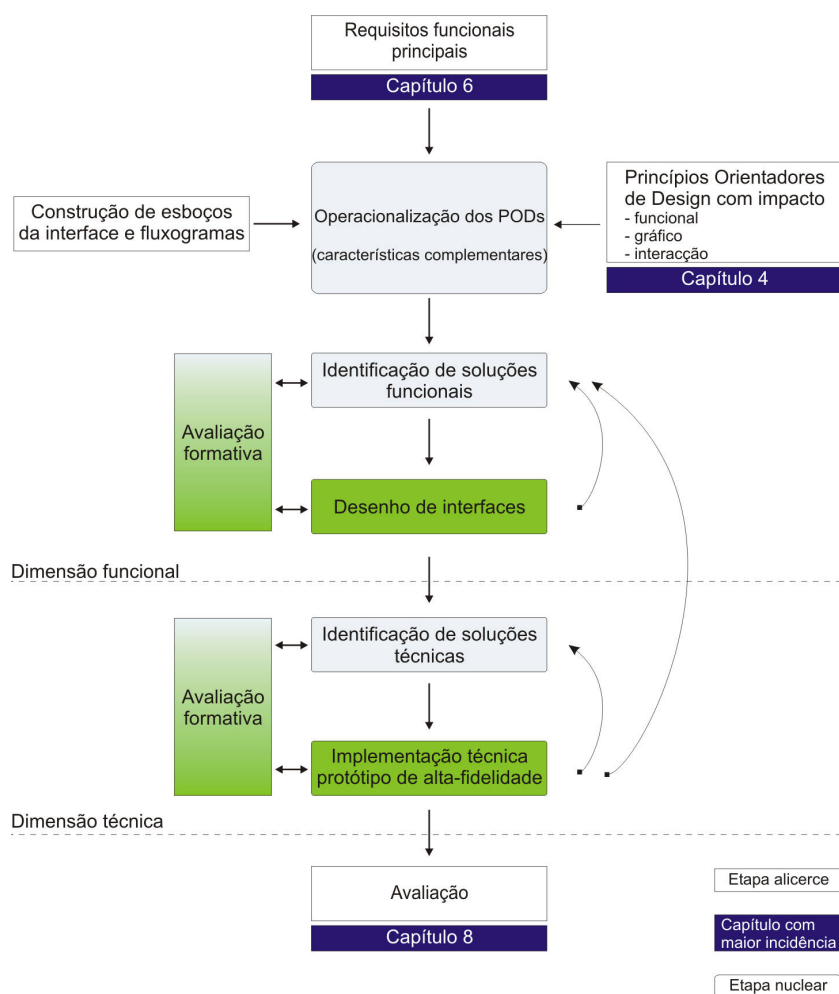 Requisitos funcionais
principais
Capítulo 6
Construção de esboços
da interface e fluxogramas
Operacionalização dos PODs
(características complementares)
Princípios Orientadores
de Design com impacto
- funcional
- gráfico
- interacção
Capítulo 4
Avaliação
formativa
Identificação de soluções
funcionais
Desenho de interfaces
Dimensão funcional
Avaliação
formativa
Identificação de soluções
técnicas
Implementação técnica
protótipo de alta-fidelidade
Dimensão técnica
Avaliação
Capítulo 8
Etapa alicerce
Capítulo com
maior incidência
Etapa nuclear